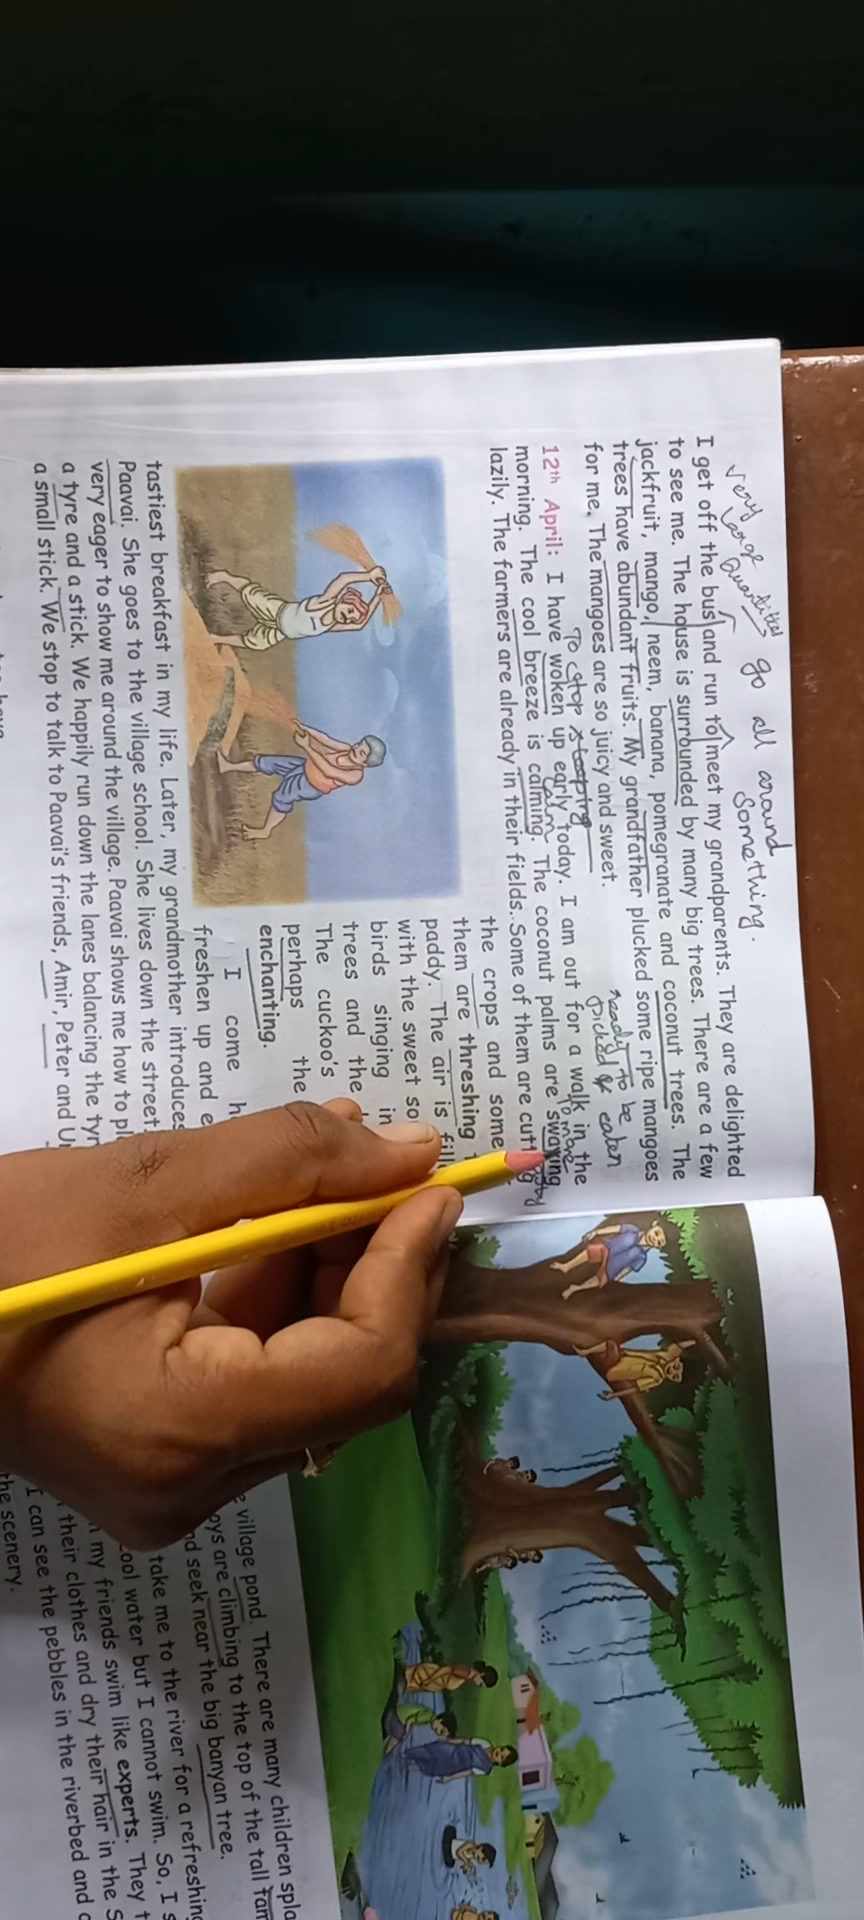 very large quantities
go all around
something.
I get off the bus and run to meet my grandparents. They are delighted
to see me. The house is surrounded by many big trees. There are a few
jackfruit, mango, neem, banana, pomegranate and coconut trees. The
trees have abundant fruits. My grandfather plucked some ripe mangoes
for me. The mangoes are so juicy and sweet.
ready to be
picked & eaten
To stop sleeping
12th April: I have woken up early today. I am out for a walk in the
calm
To move
morning. The cool breeze is calming. The coconut palms are swaying
lazily. The farmers are already in their fields. Some of them are cutting
the crops and some
them are threshing
paddy. The air is fill
with the sweet so
birds singing in
trees and the
The cuckoo's
perhaps the
enchanting.
I come h
freshen up and e
tastiest breakfast in my life. Later, my grandmother introduces
Paavai. She goes to the village school. She lives down the street.
very eager to show me around the village. Paavai shows me how to pl
a tyre and a stick. We happily run down the lanes balancing the tyr
a small stick. We stop to talk to Paavai's friends, Amir, Peter and U
village pond. There are many children spla
oys are climbing to the top of the tall tam
nd seek near the big banyan tree.
take me to the river for a refreshing
cool water but I cannot swim. So, I s
my friends swim like experts. They t
their clothes and dry their hair in the s
I can see the pebbles in the riverbed and
the scenery.